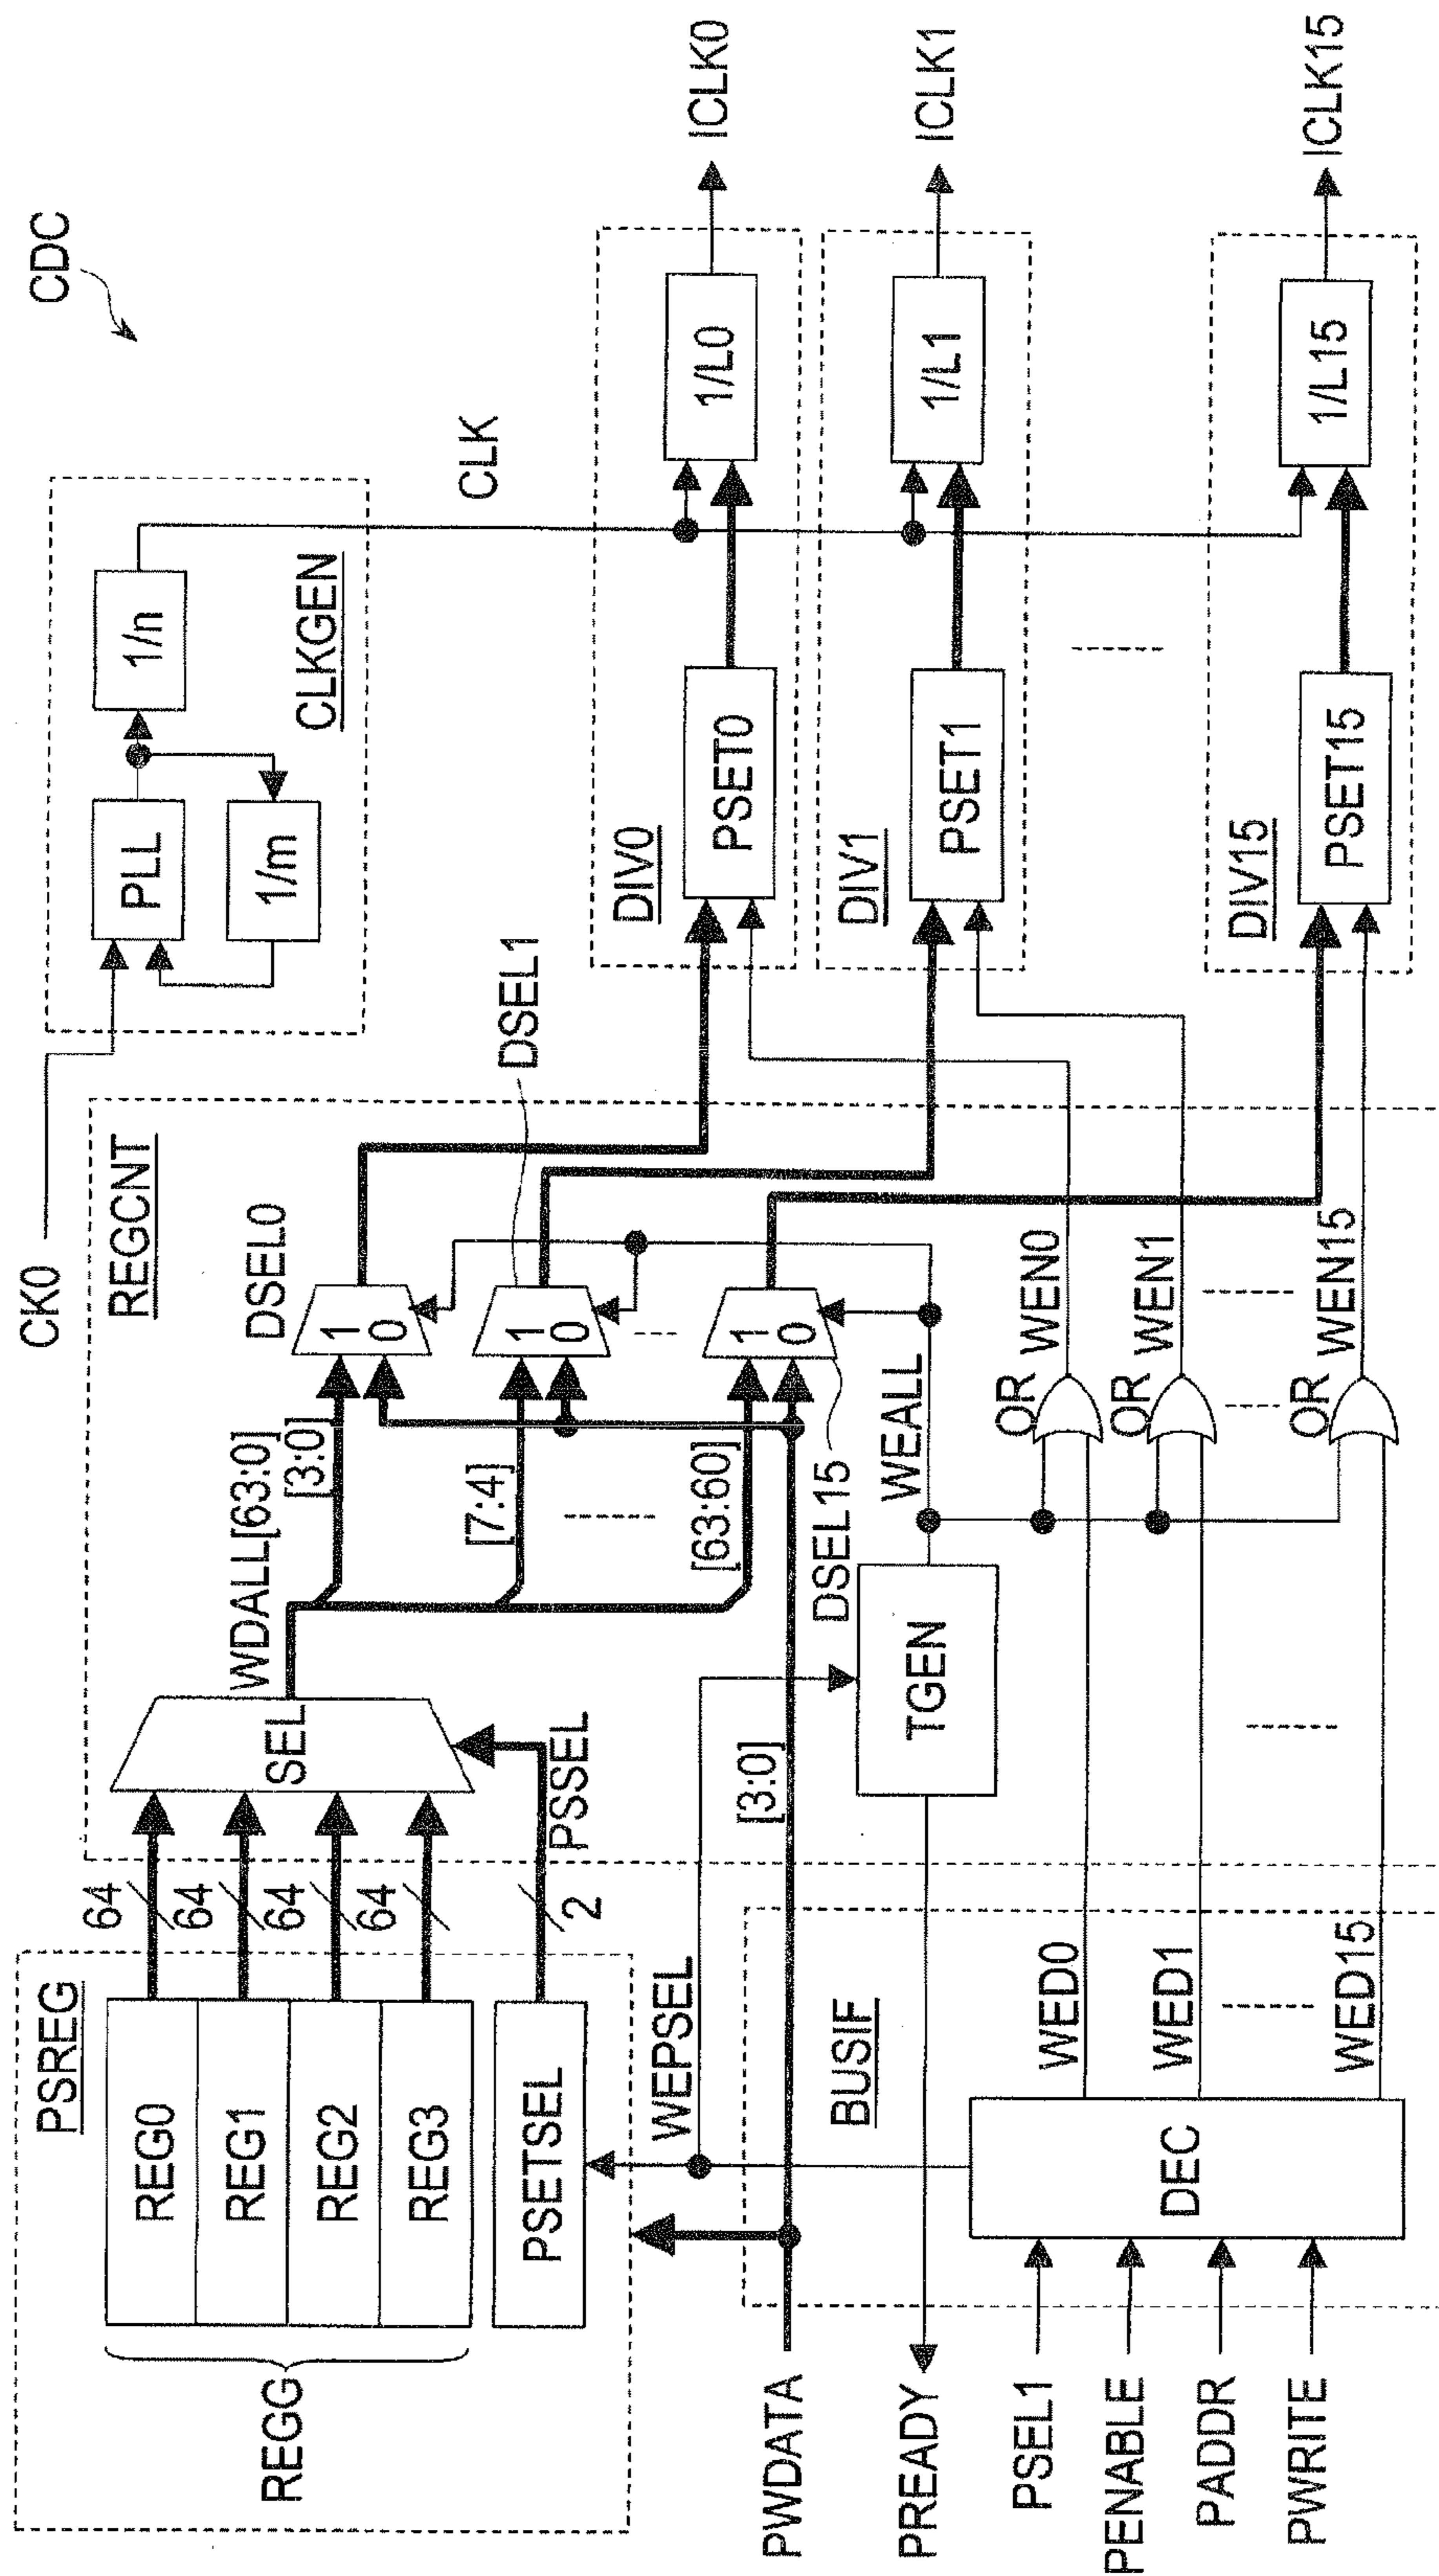 CDC
PSREG
REG0
REG1
REG2
REG3
REGG
PSETSEL
64
64
64
64
2
PSSEL
REGCNT
SEL
WDALL[63:0]
[3:0]
[7:4]
[63:60]
DSEL0
1
0
DSEL1
1
0
DSEL15
1
0
CK0
PLL
1/m
1/n
CLKGEN
CLK
DIV0
PSET0
1/L0
ICLK0
DIV1
PSET1
1/L1
ICLK1
DIV15
PSET15
1/L15
ICLK15
WEPSEL
[3:0]
TGEN
WEALL
OR
WEN0
OR
WEN1
OR
WEN15
BUSIF
DEC
WED0
WED1
WED15
PWDATA
PREADY
PSEL1
PENABLE
PADDR
PWRITE